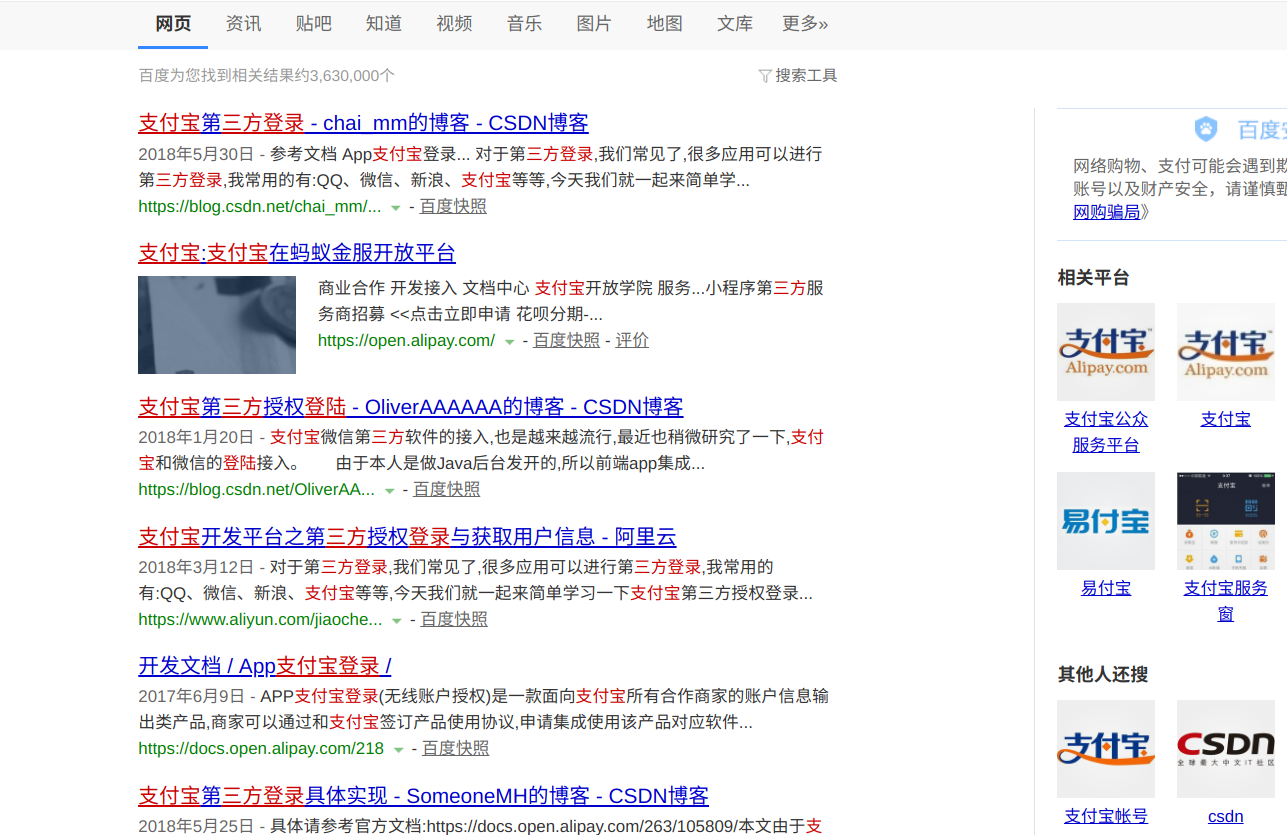 网页 资讯 贴吧 知道 视频 音乐 图片 地图 文库 更多»
百度为您找到相关结果约3,630,000个 搜索工具
支付宝第三方登录 - chai_mm的博客 - CSDN博客
2018年5月30日 - 参考文档 App支付宝登录... 对于第三方登录,我们常见了,很多应用可以进行
第三方登录,我常用的有:QQ、微信、新浪、支付宝等等,今天我们就一起来简单学...
https://blog.csdn.net/chai_mm/... - 百度快照
支付宝:支付宝在蚂蚁金服开放平台
商业合作 开发接入 文档中心 支付宝开放学院 服务...小程序第三方服
务商招募 <<点击立即申请 花呗分期-...
https://open.alipay.com/ - 百度快照 - 评价
支付宝第三方授权登陆 - OliverAAAAAA的博客 - CSDN博客
2018年1月20日 - 支付宝微信第三方软件的接入,也是越来越流行,最近也稍微研究了一下,支付
宝和微信的登陆接入。 由于本人是做Java后台发开的,所以前端app集成...
https://blog.csdn.net/OliverAA... - 百度快照
支付宝开发平台之第三方授权登录与获取用户信息 - 阿里云
2018年3月12日 - 对于第三方登录,我们常见了,很多应用可以进行第三方登录,我常用的
有:QQ、微信、新浪、支付宝等等,今天我们就一起来简单学习一下支付宝第三方授权登录...
https://www.aliyun.com/jiaoche... - 百度快照
开发文档 / App支付宝登录 /
2017年6月9日 - APP支付宝登录(无线账户授权)是一款面向支付宝所有合作商家的账户信息输
出类产品,商家可以通过和支付宝签订产品使用协议,申请集成使用该产品对应软件...
https://docs.open.alipay.com/218 - 百度快照
支付宝第三方登录具体实现 - SomeoneMH的博客 - CSDN博客
2018年5月25日 - 具体请参考官方文档:https://docs.open.alipay.com/263/105809/本文由于支
百度安
网络购物、支付可能会遇到欺
账号以及财产安全，请谨慎甄
网购骗局》
相关平台
支付宝 Alipay.com
支付宝 Alipay.com
支付宝公众
服务平台
支付宝
易付宝
支付宝
易付宝
支付宝服务
窗
其他人还搜
支付宝
CSDN
全球最大中文IT社区
支付宝帐号
csdn